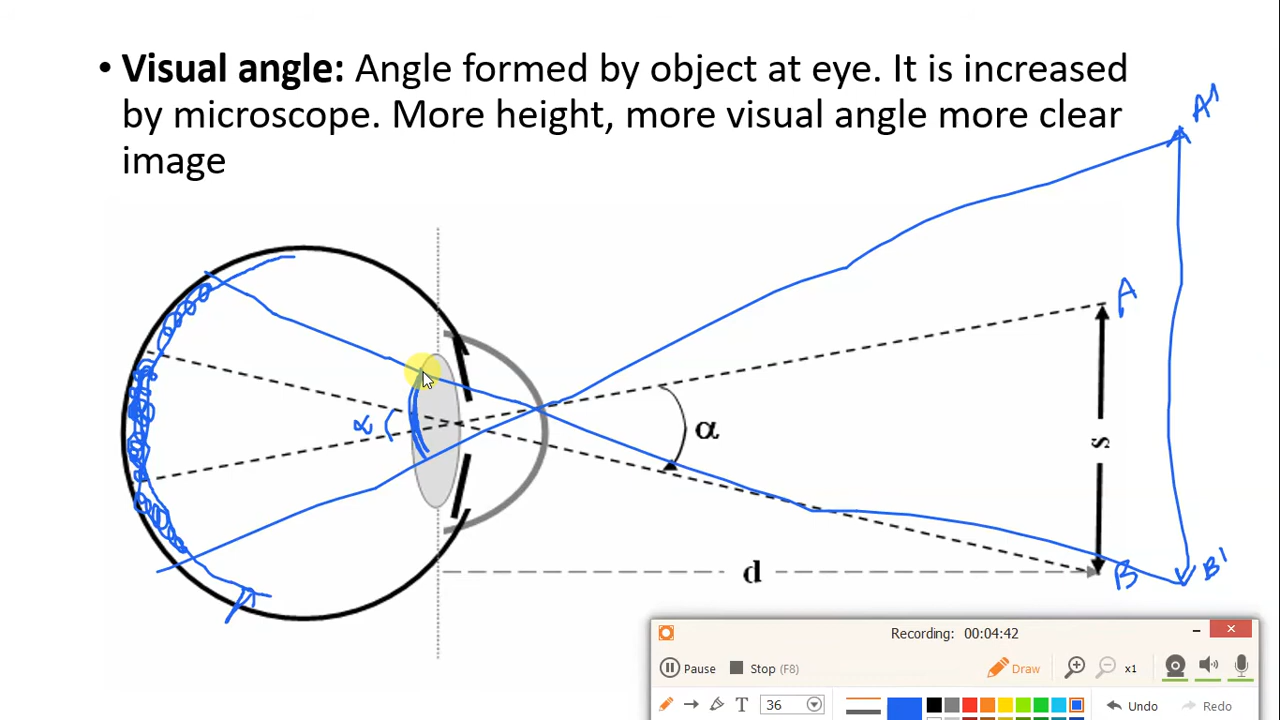 • Visual angle: Angle formed by object at eye. It is increased
by microscope. More height, more visual angle more clear
image
A'
A
α
α
s
d
B
B'
Recording: 00:04:42
Pause
Stop (F8)
Draw
x1
T
36
Undo
Redo